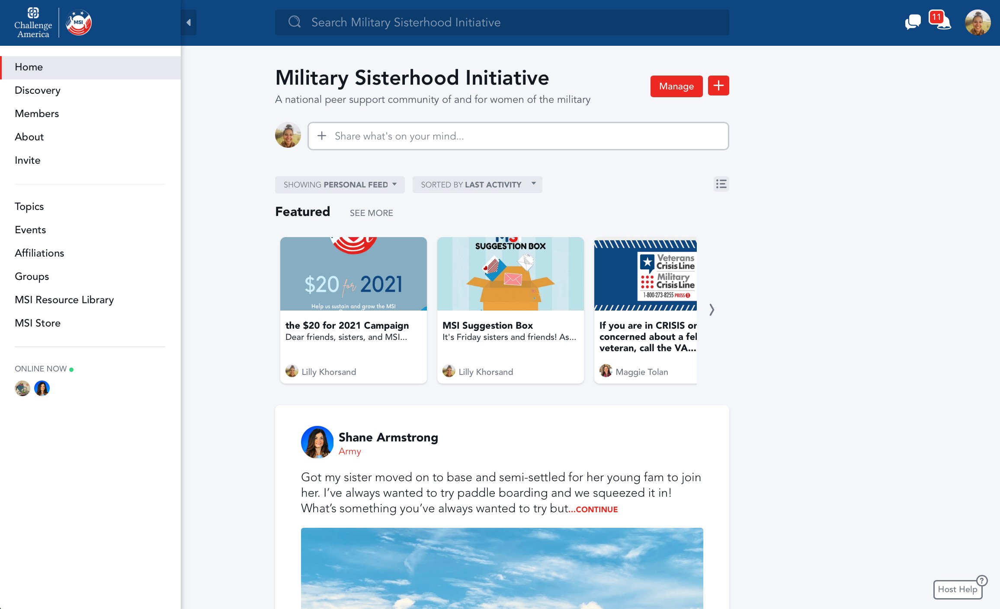 Challenge
America
MSI
Search Military Sisterhood Initiative
11
Home
Discovery
Members
About
Invite
Topics
Events
Affiliations
Groups
MSI Resource Library
MSI Store
ONLINE NOW
Military Sisterhood Initiative
A national peer support community of and for women of the military
Manage
+
+ Share what's on your mind...
SHOWING PERSONAL FEED
SORTED BY LAST ACTIVITY
Featured
SEE MORE
$20 for 2021
Help us sustain and grow the MSI
the $20 for 2021 Campaign
Dear friends, sisters, and MSI...
Lilly Khorsand
MSI
SUGGESTION BOX
MSI Suggestion Box
It's Friday sisters and friends! As...
Lilly Khorsand
Veterans
Crisis Line
Military
Crisis Line
1-800-273-8255 PRESS 1
If you are in CRISIS or
concerned about a fel
veteran, call the VA...
Maggie Tolan
Shane Armstrong
Army
Got my sister moved on to base and semi-settled for her young fam to join
her. I’ve always wanted to try paddle boarding and we squeezed it in!
What’s something you’ve always wanted to try but...CONTINUE
Host Help
?